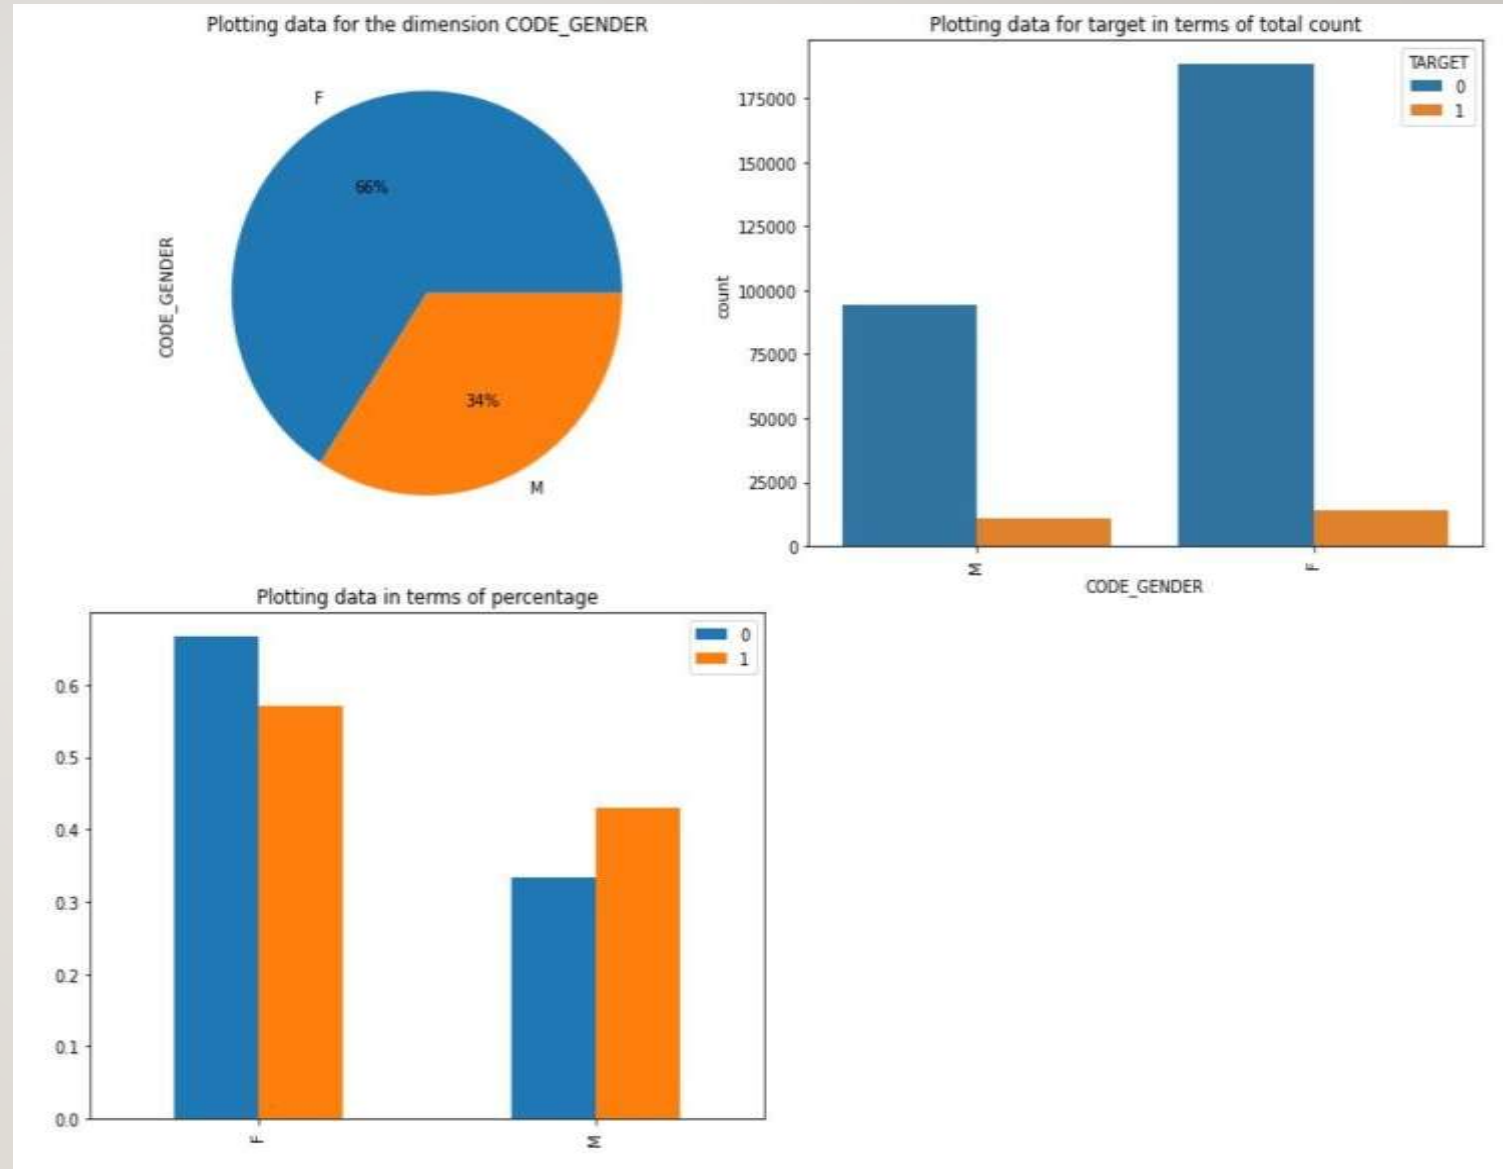 Plotting data for the dimension CODE_GENDER
F
66%
CODE_GENDER
34%
M
Plotting data for target in terms of total count
TARGET
0
1
175000
150000
125000
100000
75000
50000
25000
0
count
M
F
CODE_GENDER
Plotting data in terms of percentage
0
1
0.6
0.5
0.4
0.3
0.2
0.1
0.0
F
M